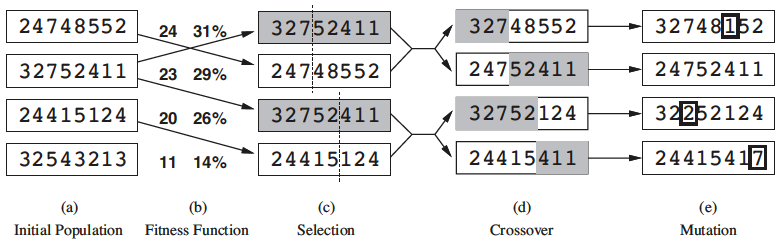 24748552 24 31% 32752411 32748552 32748152
32752411 23 29% 24748552 24752411 24752411
24415124 20 26% 32752411 32752124 32252124
32543213 11 14% 24415124 24415411 24415417
(a) (b) (c) (d) (e)
Initial Population Fitness Function Selection Crossover Mutation